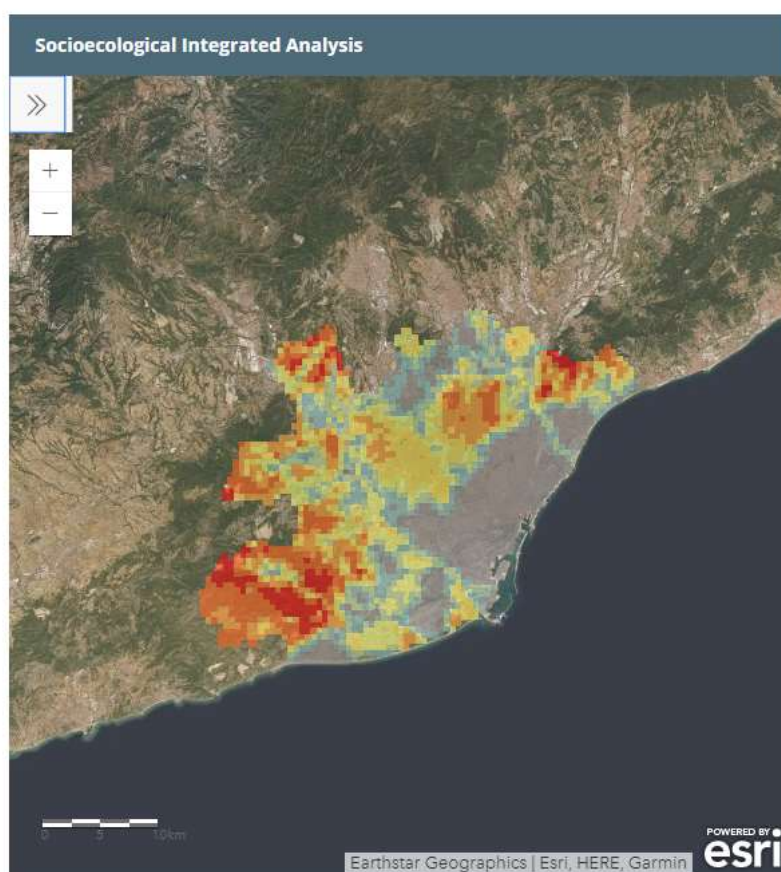 Socioecological Integrated Analysis
+
−
0 5 10km
POWERED BY
esri
Earthstar Geographics | Esri, HERE, Garmin